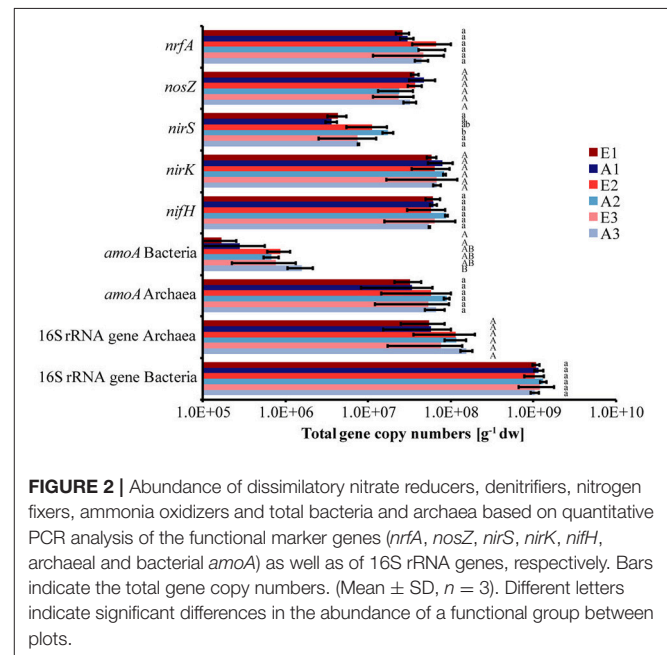 nrfA
a
a
a
a
a
a
nosZ
A
A
A
A
A
A
nirS
a
ab
b
a
a
nirK
A
A
A
A
A
A
nifH
a
a
a
a
a
a
amoA Bacteria
A
A
AB
AB
AB
B
amoA Archaea
a
a
a
a
a
a
16S rRNA gene Archaea
A
A
A
A
A
A
16S rRNA gene Bacteria
a
a
a
a
a
a
E1
A1
E2
A2
E3
A3
1.0E+05 1.0E+06 1.0E+07 1.0E+08 1.0E+09 1.0E+10
Total gene copy numbers [g-1 dw]
FIGURE 2 | Abundance of dissimilatory nitrate reducers, denitrifiers, nitrogen
fixers, ammonia oxidizers and total bacteria and archaea based on quantitative
PCR analysis of the functional marker genes (nrfA, nosZ, nirS, nirK, nifH,
archaeal and bacterial amoA) as well as of 16S rRNA genes, respectively. Bars
indicate the total gene copy numbers. (Mean ± SD, n = 3). Different letters
indicate significant differences in the abundance of a functional group between
plots.